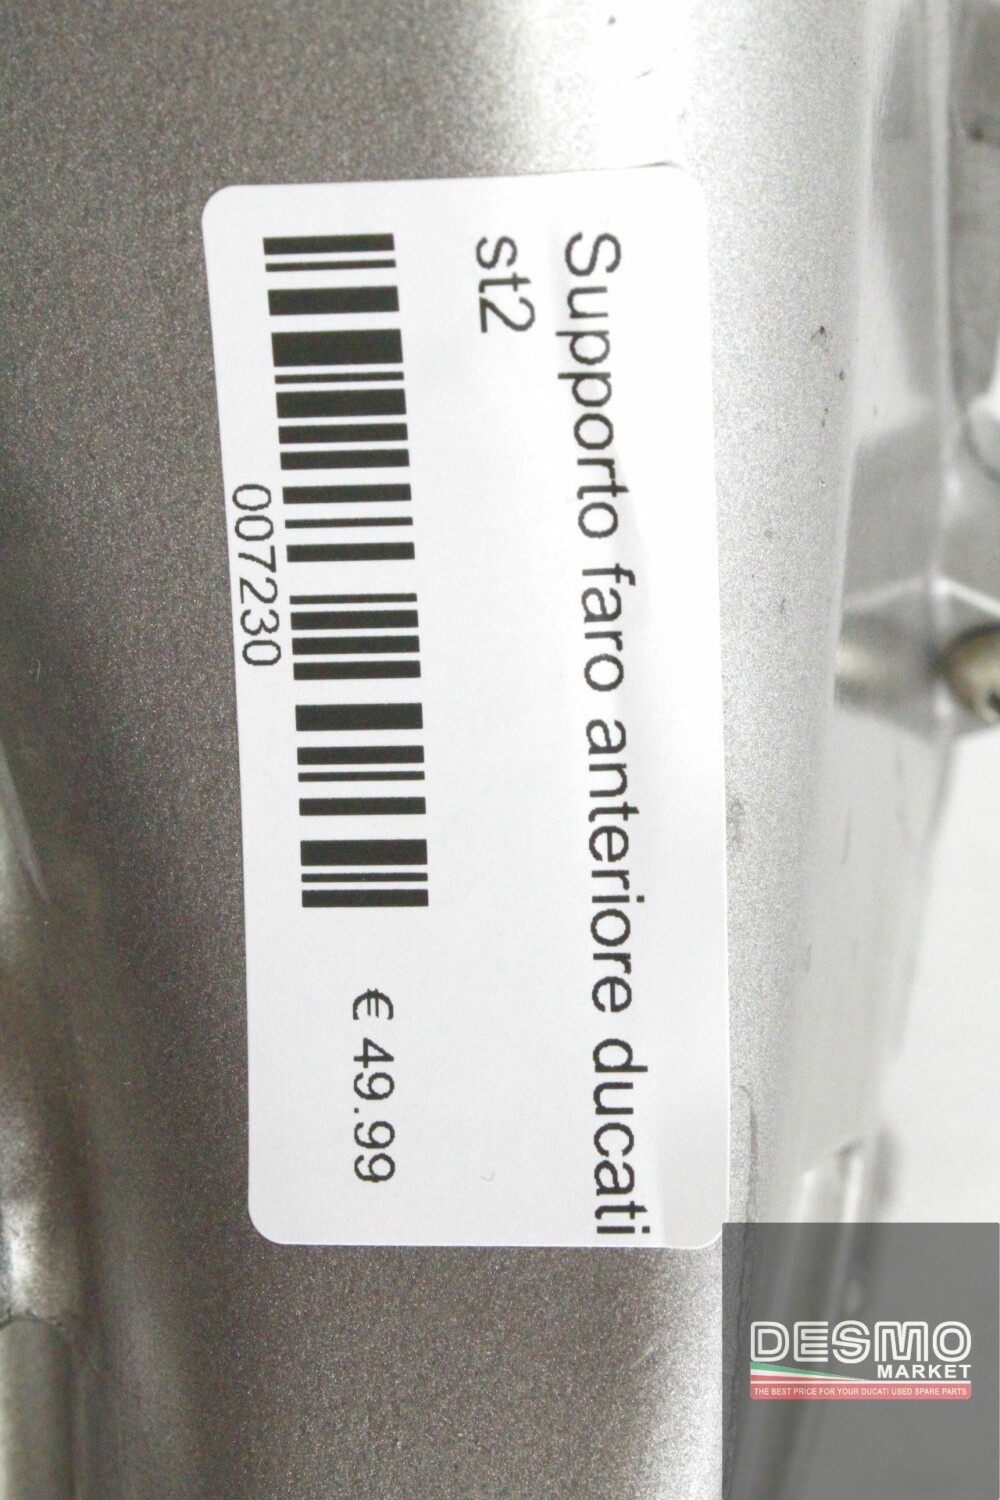 Supporto faro anteriore ducati
st2
007230
€ 49.99
DESMO
MARKET
THE BEST PRICE FOR YOUR DUCATI USED SPARE PARTS